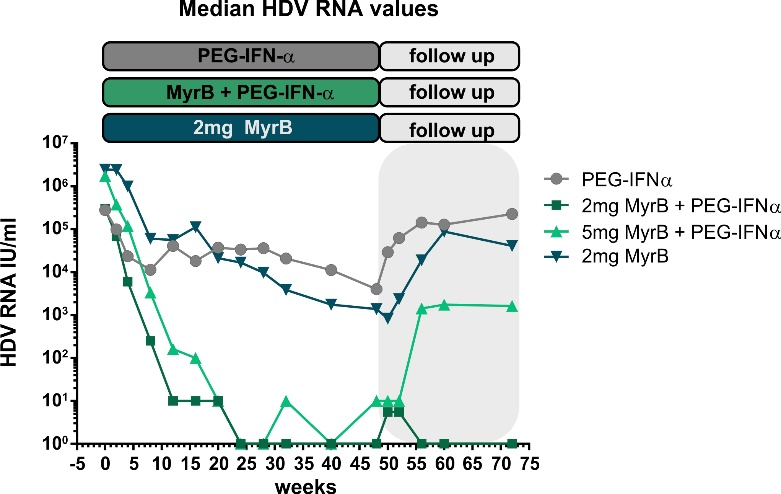 Median HDV RNA values
PEG-IFN-α follow up
MyrB + PEG-IFN-α follow up
2mg MyrB follow up
HDV RNA IU/ml
10⁷
10⁶
10⁵
10⁴
10³
10²
10¹
10⁰
-5 0 5 10 15 20 25 30 35 40 45 50 55 60 65 70 75
weeks
PEG-IFNα
2mg MyrB + PEG-IFNα
5mg MyrB + PEG-IFNα
2mg MyrB